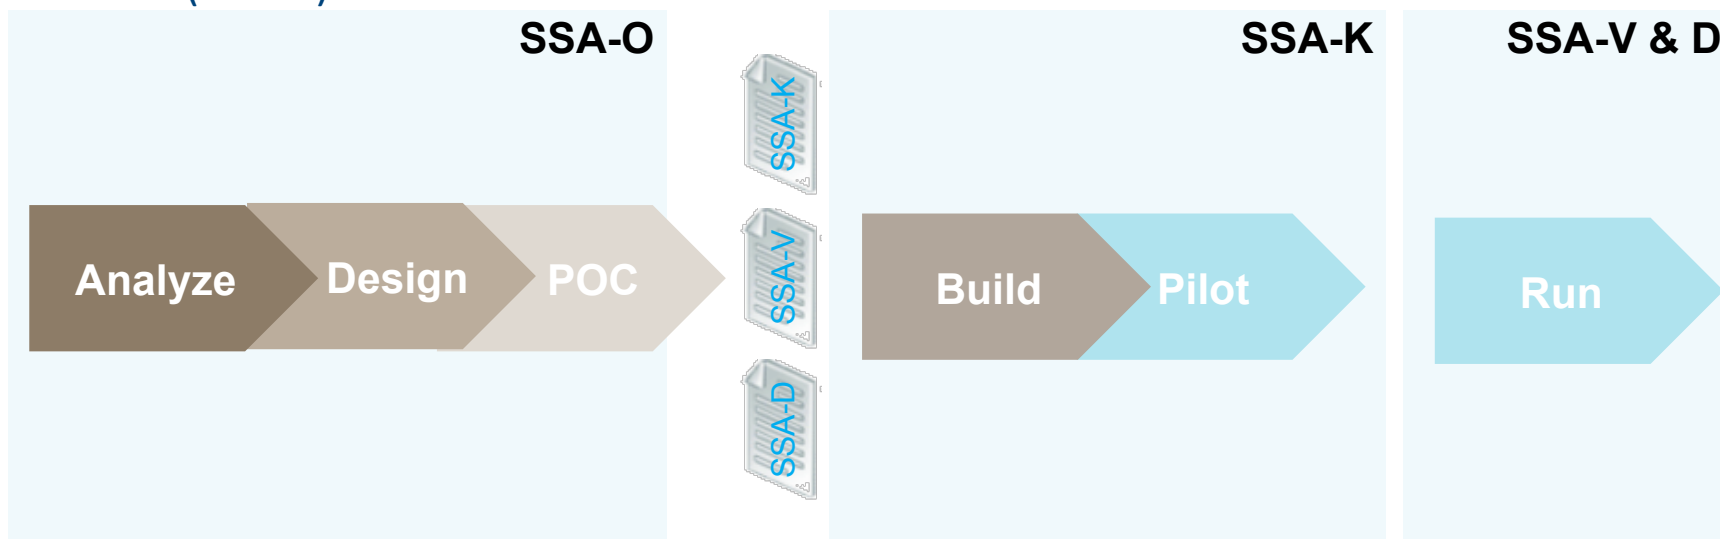 SSA-O
SSA-K
SSA-V & D
SSA-K
SSA-V
SSA-D
Analyze
Design
POC
Build
Pilot
Run